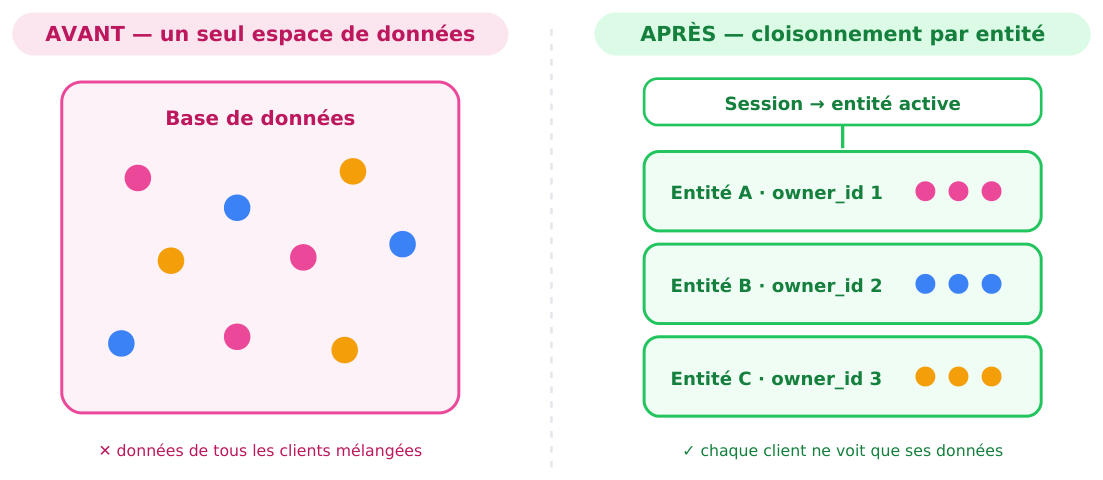 AVANT — un seul espace de données
Base de données
✕ données de tous les clients mélangées
APRÈS — cloisonnement par entité
Session → entité active
Entité A · owner_id 1
Entité B · owner_id 2
Entité C · owner_id 3
✓ chaque client ne voit que ses données